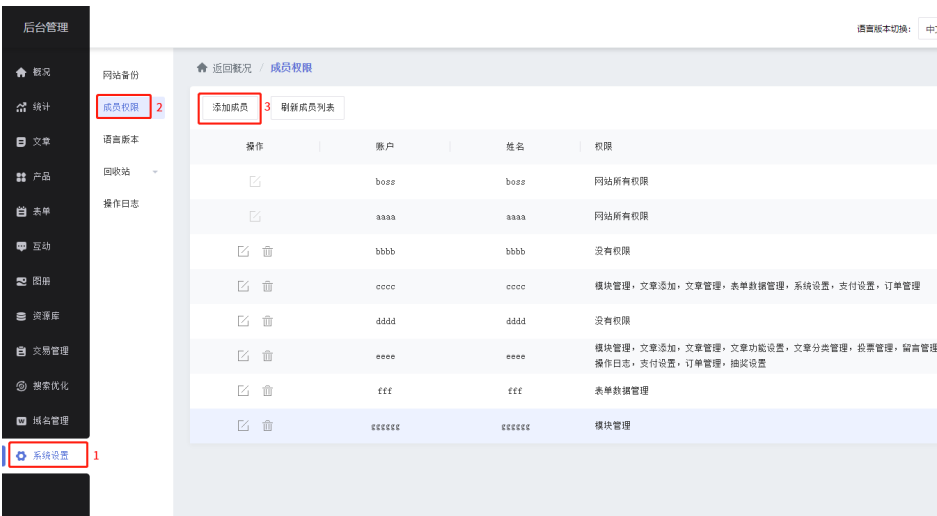 后台管理
语言版本切换：
概况
统计
文章
产品
表单
互动
图册
资源库
交易管理
搜索优化
域名管理
系统设置
1
网站备份
成员权限
2
语言版本
回收站
操作日志
返回概况 / 成员权限
添加成员
3
刷新成员列表
操作 账户 姓名 权限
boss boss 网站所有权限
aaaa aaaa 网站所有权限
bbbb bbbb 没有权限
cccc cccc 模块管理，文章添加，文章管理，表单数据管理，系统设置，支付设置，订单管理
dddd dddd 没有权限
eeee eeee 模块管理，文章添加，文章管理，文章功能设置，文章分类管理，投票管理，留言管理
操作日志，支付设置，订单管理，抽奖设置
fff fff 表单数据管理
gggggg gggggg 模块管理